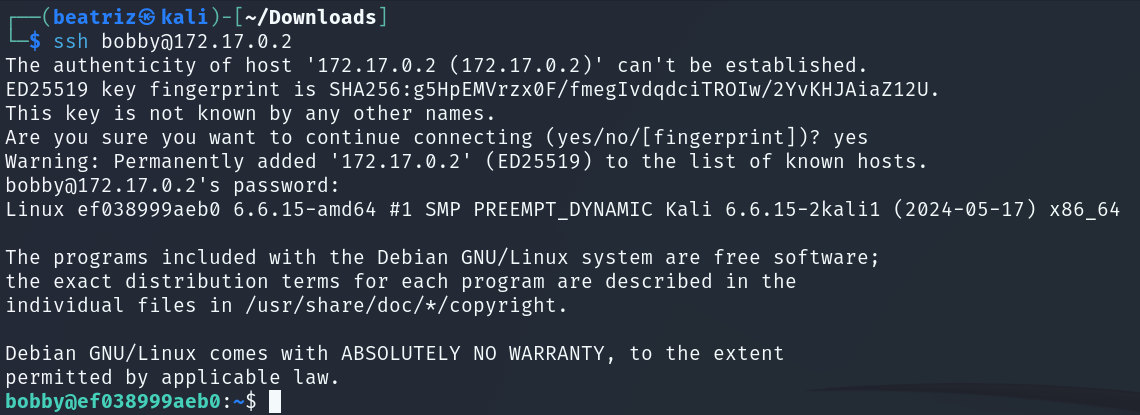 ┌──(beatriz㉿kali)-[~/Downloads]
└─$ ssh bobby@172.17.0.2
The authenticity of host '172.17.0.2 (172.17.0.2)' can't be established.
ED25519 key fingerprint is SHA256:g5HpEMVrzx0F/fmegIvdqdciTROIw/2YvKHJAiaZ12U.
This key is not known by any other names.
Are you sure you want to continue connecting (yes/no/[fingerprint])? yes
Warning: Permanently added '172.17.0.2' (ED25519) to the list of known hosts.
bobby@172.17.0.2's password:
Linux ef038999aeb0 6.6.15-amd64 #1 SMP PREEMPT_DYNAMIC Kali 6.6.15-2kali1 (2024-05-17) x86_64
The programs included with the Debian GNU/Linux system are free software;
the exact distribution terms for each program are described in the
individual files in /usr/share/doc/*/copyright.
Debian GNU/Linux comes with ABSOLUTELY NO WARRANTY, to the extent
permitted by applicable law.
bobby@ef038999aeb0:~$